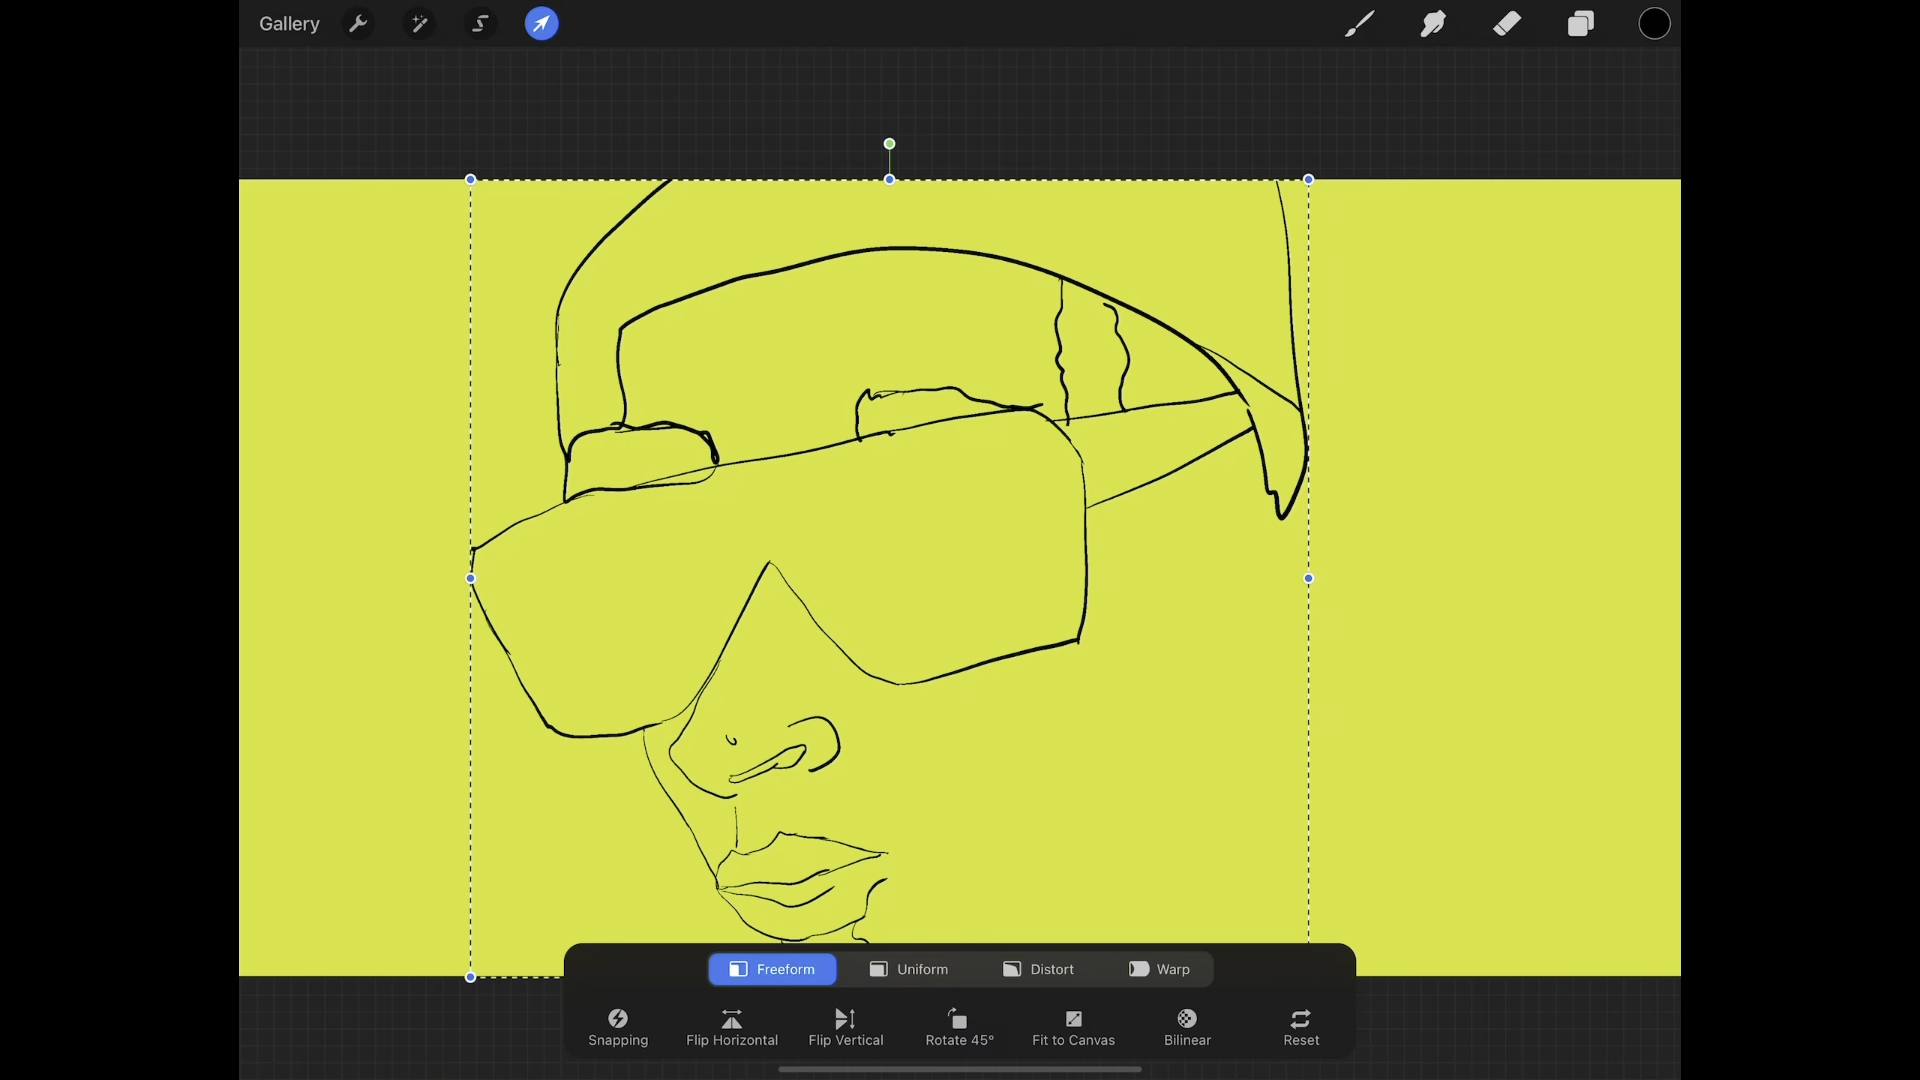 Gallery
Freeform Uniform Distort Warp
Snapping Flip Horizontal Flip Vertical Rotate 45° Fit to Canvas Bilinear Reset